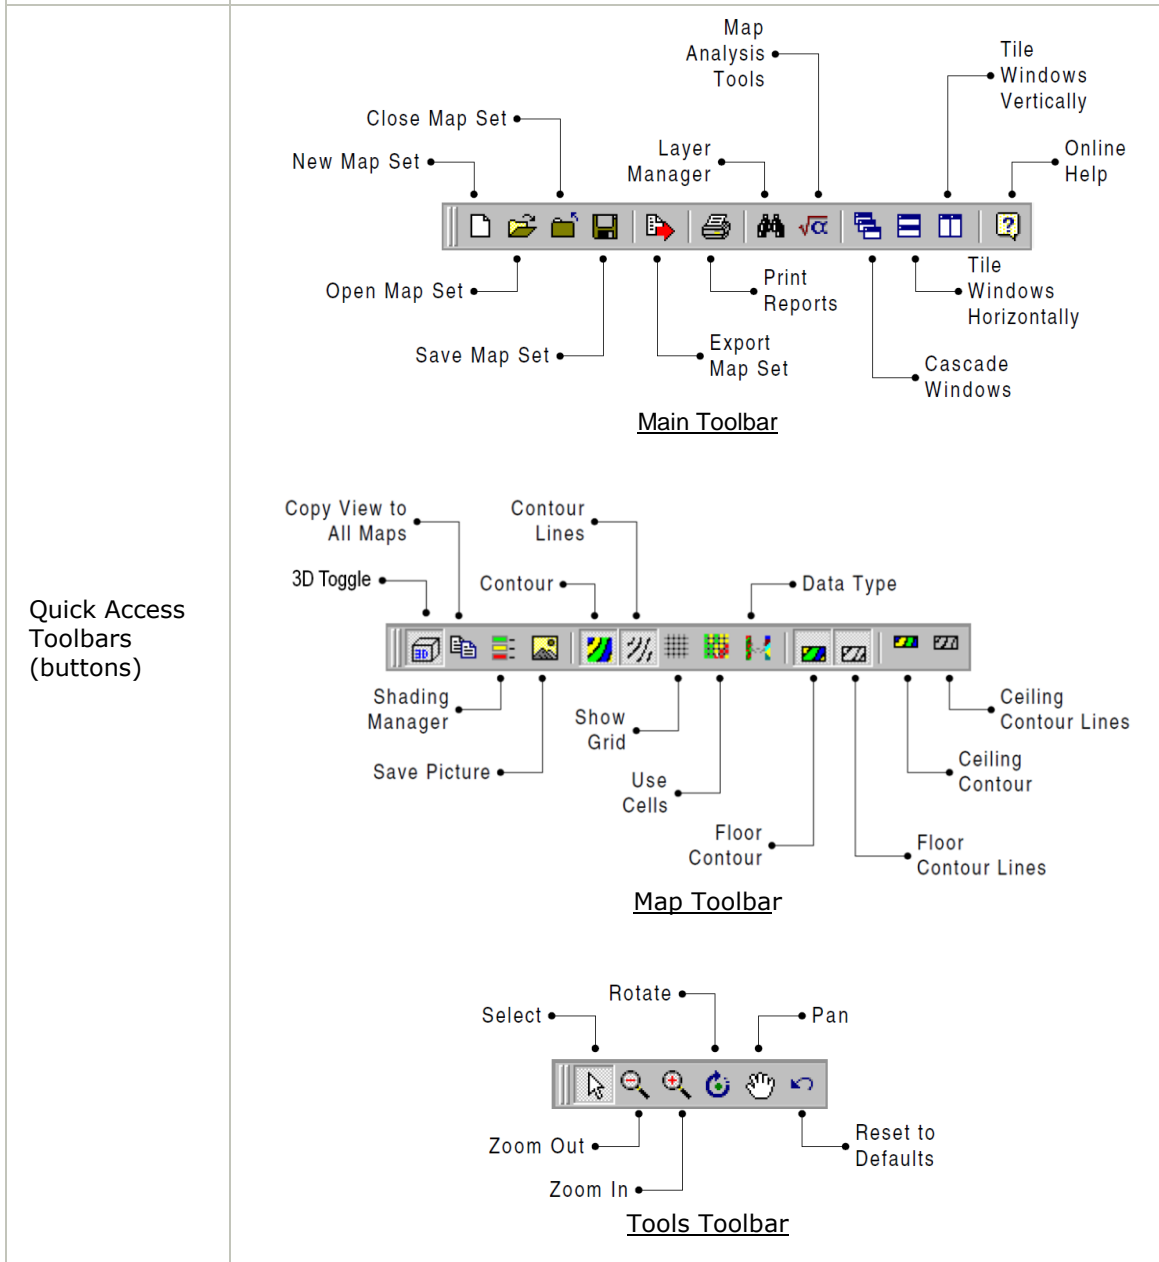 Quick Access
Toolbars
(buttons)
Map
Analysis
Tools
Tile
Windows
Vertically
Close Map Set
New Map Set
Layer
Manager
Online
Help
Open Map Set
Print
Reports
Tile
Windows
Horizontally
Save Map Set
Export
Map Set
Cascade
Windows
Main Toolbar
Copy View to
All Maps
Contour
Lines
3D Toggle
Contour
Data Type
3D
Shading
Manager
Show
Grid
Ceiling
Contour Lines
Save Picture
Use
Cells
Ceiling
Contour
Floor
Contour
Floor
Contour Lines
Map Toolbar
Rotate
Select
Pan
Zoom Out
Reset to
Defaults
Zoom In
Tools Toolbar